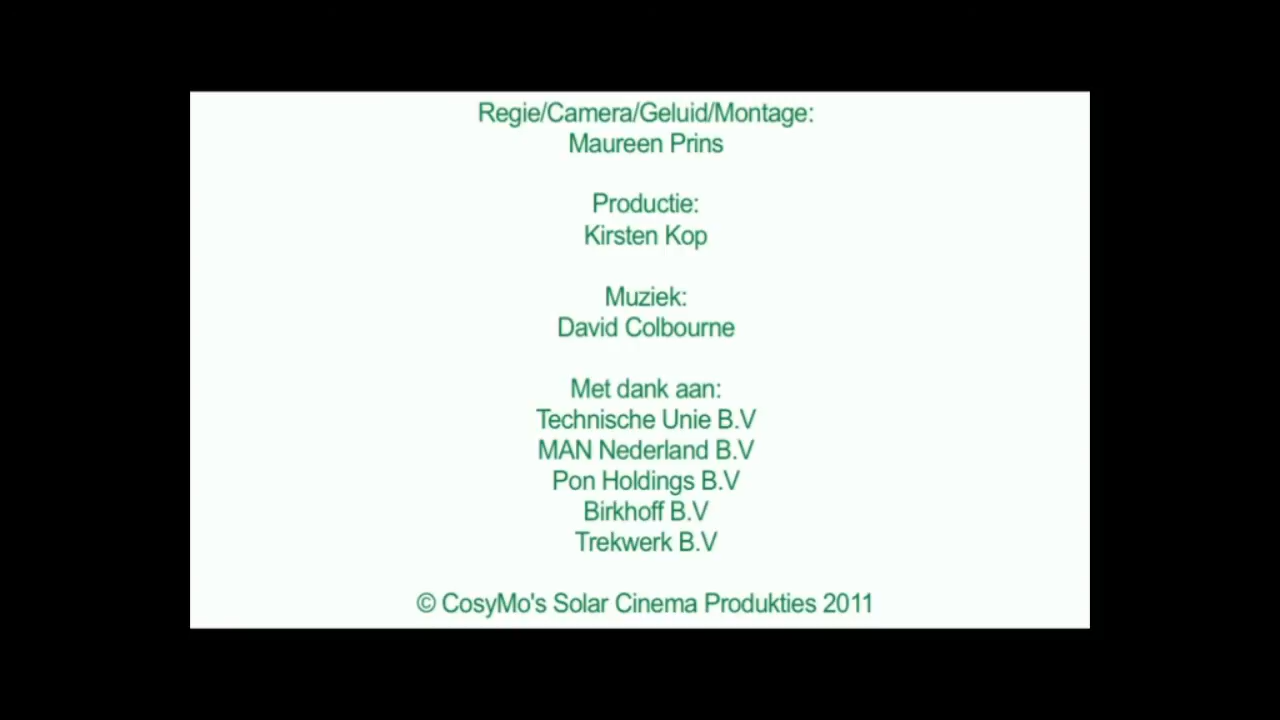 Regie/Camera/Geluid/Montage:
Maureen Prins
Productie:
Kirsten Kop
Muziek:
David Colbourne
Met dank aan:
Technische Unie B.V
MAN Nederland B.V
Pon Holdings B.V
Birkhoff B.V
Trekwerk B.V
© CosyMo's Solar Cinema Produkties 2011